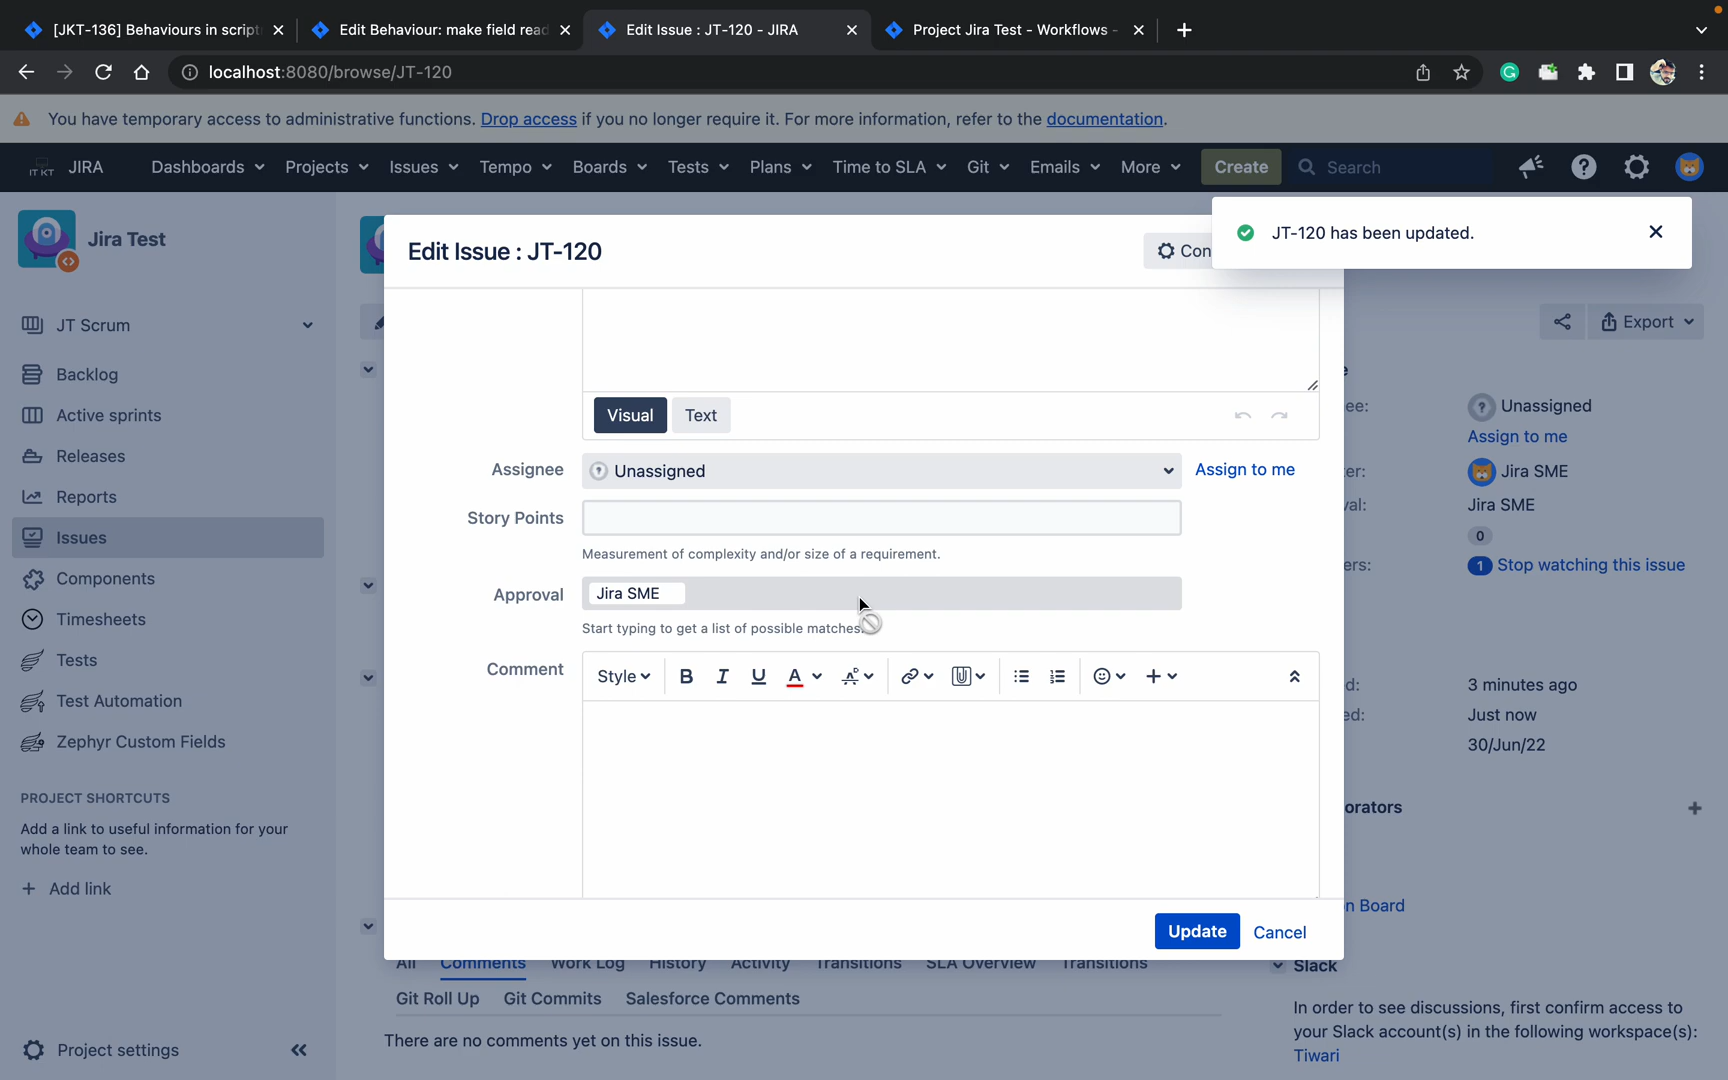 [JKT-136] Behaviours in script
Edit Behaviour: make field read
Edit Issue : JT-120 - JIRA
Project Jira Test - Workflows -
localhost:8080/browse/JT-120
You have temporary access to administrative functions. Drop access if you no longer require it. For more information, refer to the documentation.
IT KT
JIRA
Dashboards
Projects
Issues
Tempo
Boards
Tests
Plans
Time to SLA
Git
Emails
More
Create
Search
Jira Test
JT Scrum
Backlog
Active sprints
Releases
Reports
Issues
Components
Timesheets
Tests
Test Automation
Zephyr Custom Fields
PROJECT SHORTCUTS
Add a link to useful information for your
whole team to see.
+ Add link
Project settings
Edit Issue : JT-120
Con
JT-120 has been updated.
Visual
Text
Assignee
Unassigned
Assign to me
Story Points
Measurement of complexity and/or size of a requirement.
Approval
Jira SME
Start typing to get a list of possible matches.
Comment
Style
B I U A
Update
Cancel
Export
e
ee:
Unassigned
Assign to me
ter:
Jira SME
val:
Jira SME
0
ers:
1 Stop watching this issue
d:
3 minutes ago
ed:
Just now
30/Jun/22
orators
n Board
Slack
In order to see discussions, first confirm access to
your Slack account(s) in the following workspace(s):
Tiwari
All
Comments
Work Log
History
Activity
Transitions
SLA Overview
Transitions
Git Roll Up
Git Commits
Salesforce Comments
There are no comments yet on this issue.